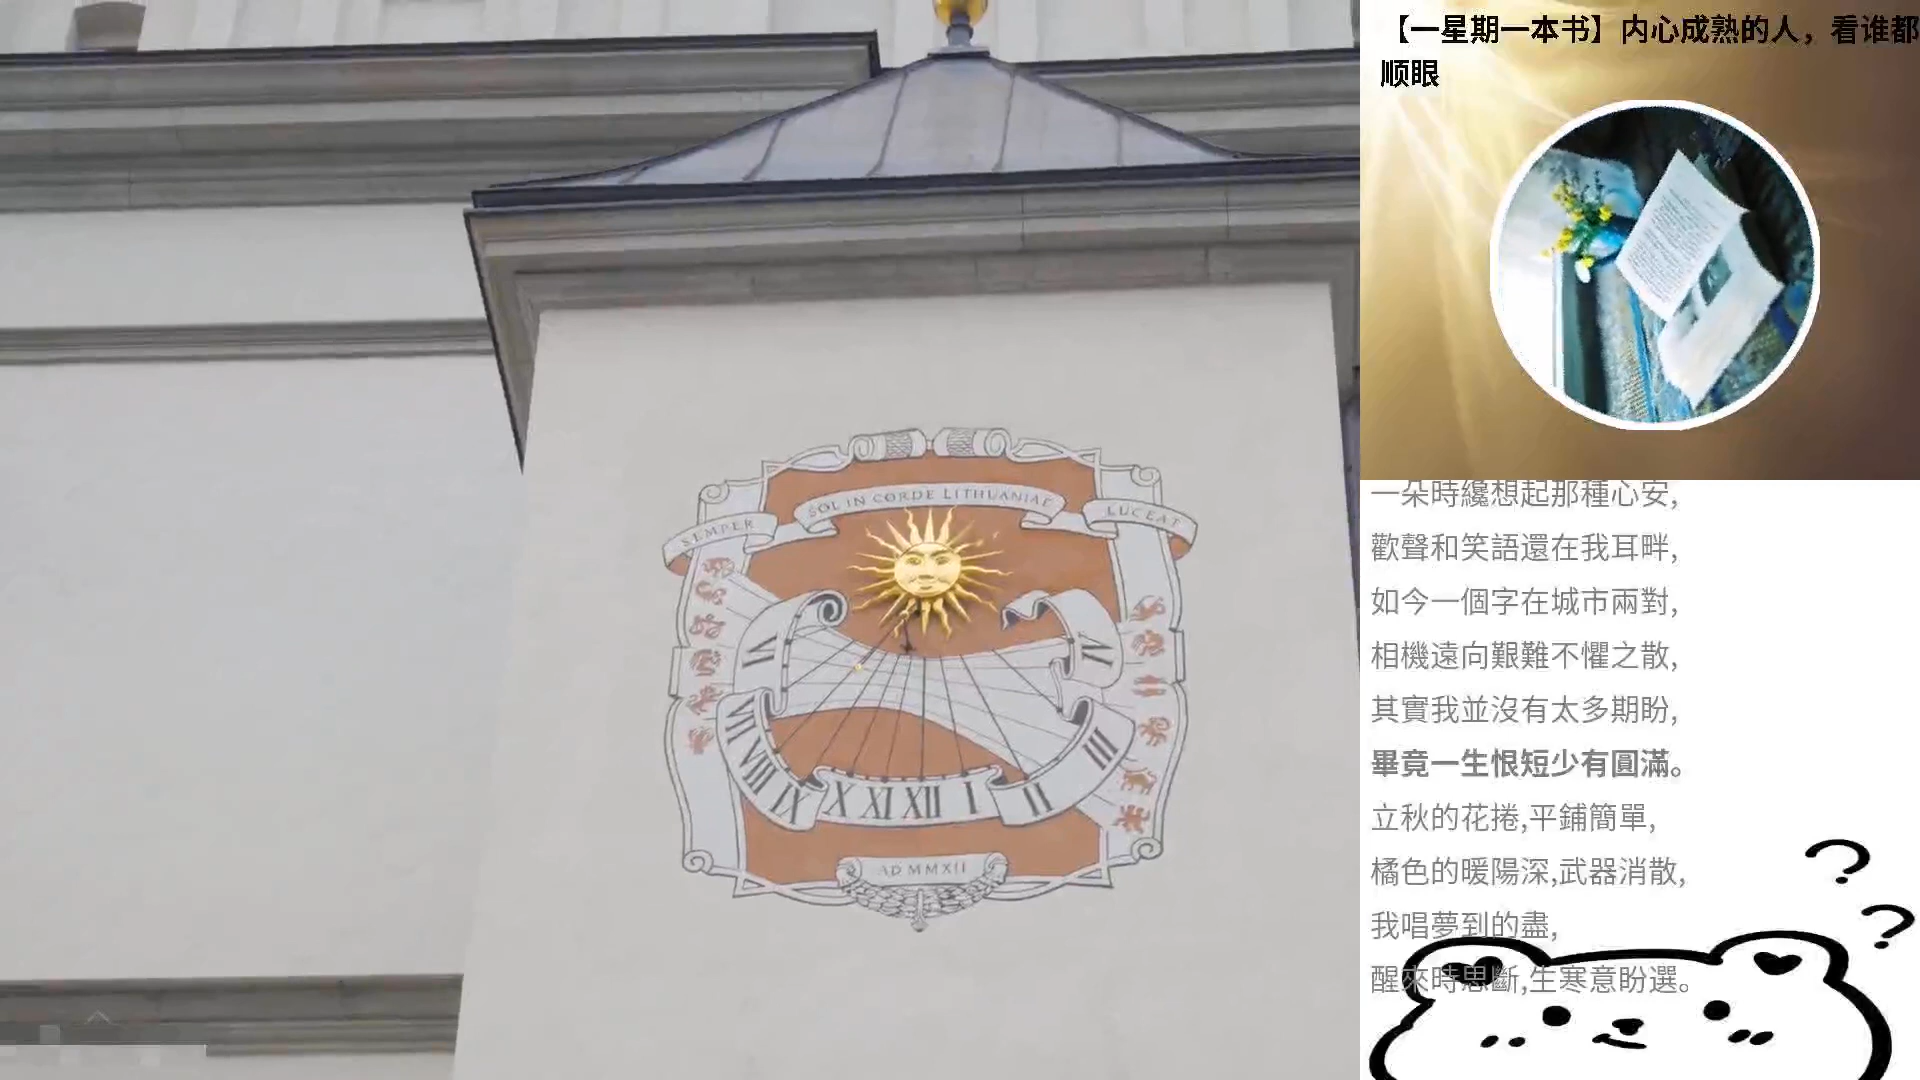 SEMPER
SOL IN CORDE LITHUANIAE
LUCEAT
VI
VII
VIII
IX
X
XI
XII
I
II
III
IV
AD MMXII
【一星期一本书】内心成熟的人，看谁都
顺眼
一朵時纔想起那種心安,
歡聲和笑語還在我耳畔,
如今一個字在城市兩對,
相機遠向艱難不懼之散,
其實我並沒有太多期盼,
畢竟一生恨短少有圓滿。
立秋的花捲,平鋪簡單,
橘色的暖陽深,武器消散,
我唱夢到的盡,
醒來時思斷,生寒意盼選。
?
?